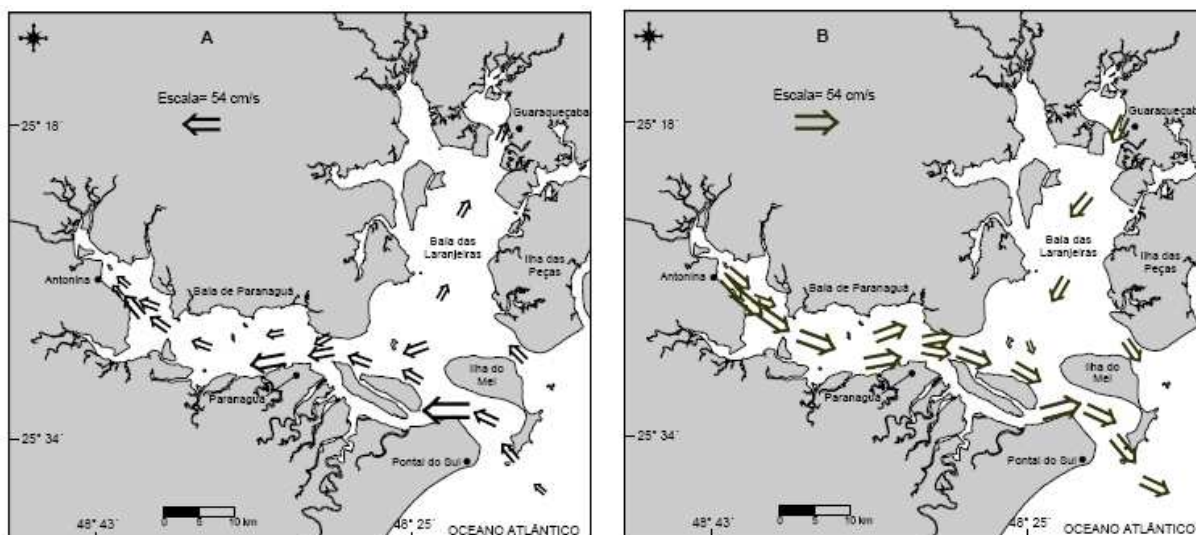 A
Escala= 54 cm/s
Guaraqueçaba
25° 18´
Baía das
Laranjeiras
Ilha das
Peças
Antonina
Baía de Paranaguá
Ilha do
Mel
Paranaguá
25° 34´
Pontal do Sul
0 5 10 km
48° 43´
48° 25´
OCEANO ATLÂNTICO
B
Escala= 54 cm/s
Guaraqueçaba
25° 18´
Baía das
Laranjeiras
Ilha das
Peças
Antonina
Baía de Paranaguá
Ilha do
Mel
Paranaguá
25° 34´
Pontal do Sul
0 5 10 km
48° 43´
48° 25´
OCEANO ATLÂNTICO